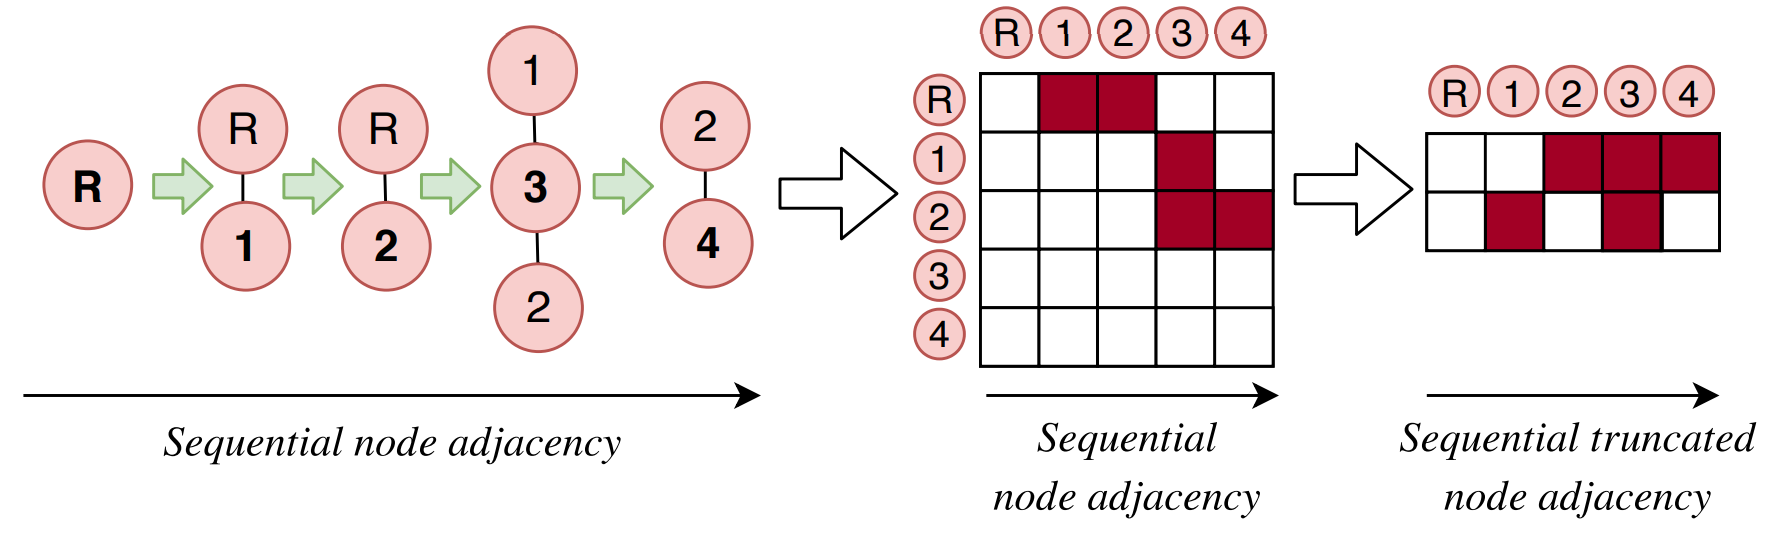 R
R
1
R
2
1
3
2
2
4
Sequential node adjacency
R 1 2 3 4
R
1
2
3
4
Sequential
node adjacency
R 1 2 3 4
Sequential truncated
node adjacency